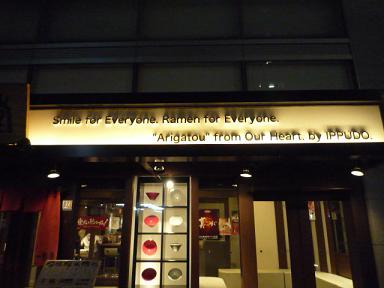 Smile for Everyone. Ramen for Everyone.
"Arigatou" from Our Heart. by IPPUDO.